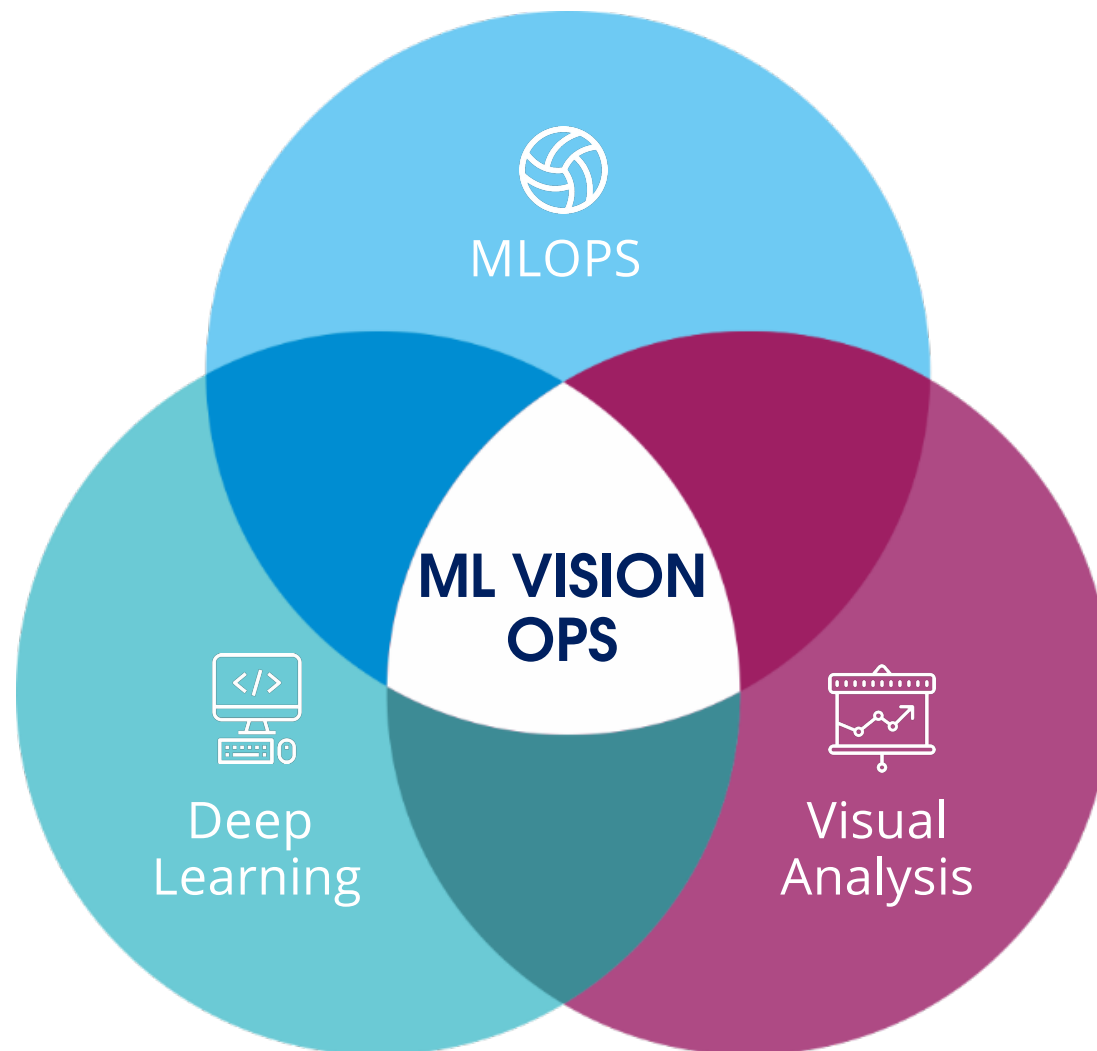 MLOPS
ML VISION
OPS
Deep
Learning
Visual
Analysis